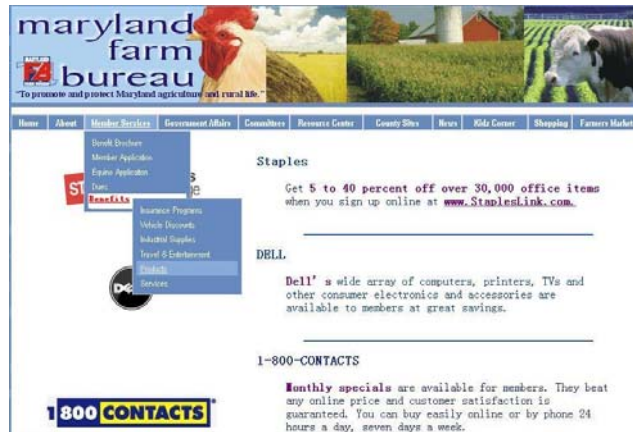 maryland
farm
bureau
"To promote and protect Maryland agriculture and rural life."
Home About Member Services Government Affairs Committees Resource Center County Sites News Kidz Corner Shopping Farmers Market
Benefit Brochure
Member Application
Equine Application
Dues
Benefits
Insurance Programs
Vehicle Discounts
Industrial Supplies
Travel & Entertainment
Products
Services
Staples
Get 5 to 40 percent off over 30,000 office items
when you sign up online at www.StaplesLink.com.
DELL
Dell's wide array of computers, printers, TVs and
other consumer electronics and accessories are
available to members at great savings.
1-800-CONTACTS
Monthly specials are available for members. They beat
any online price and customer satisfaction is
guaranteed. You can buy easily online or by phone 24
hours a day, seven days a week.
1 800 CONTACTS